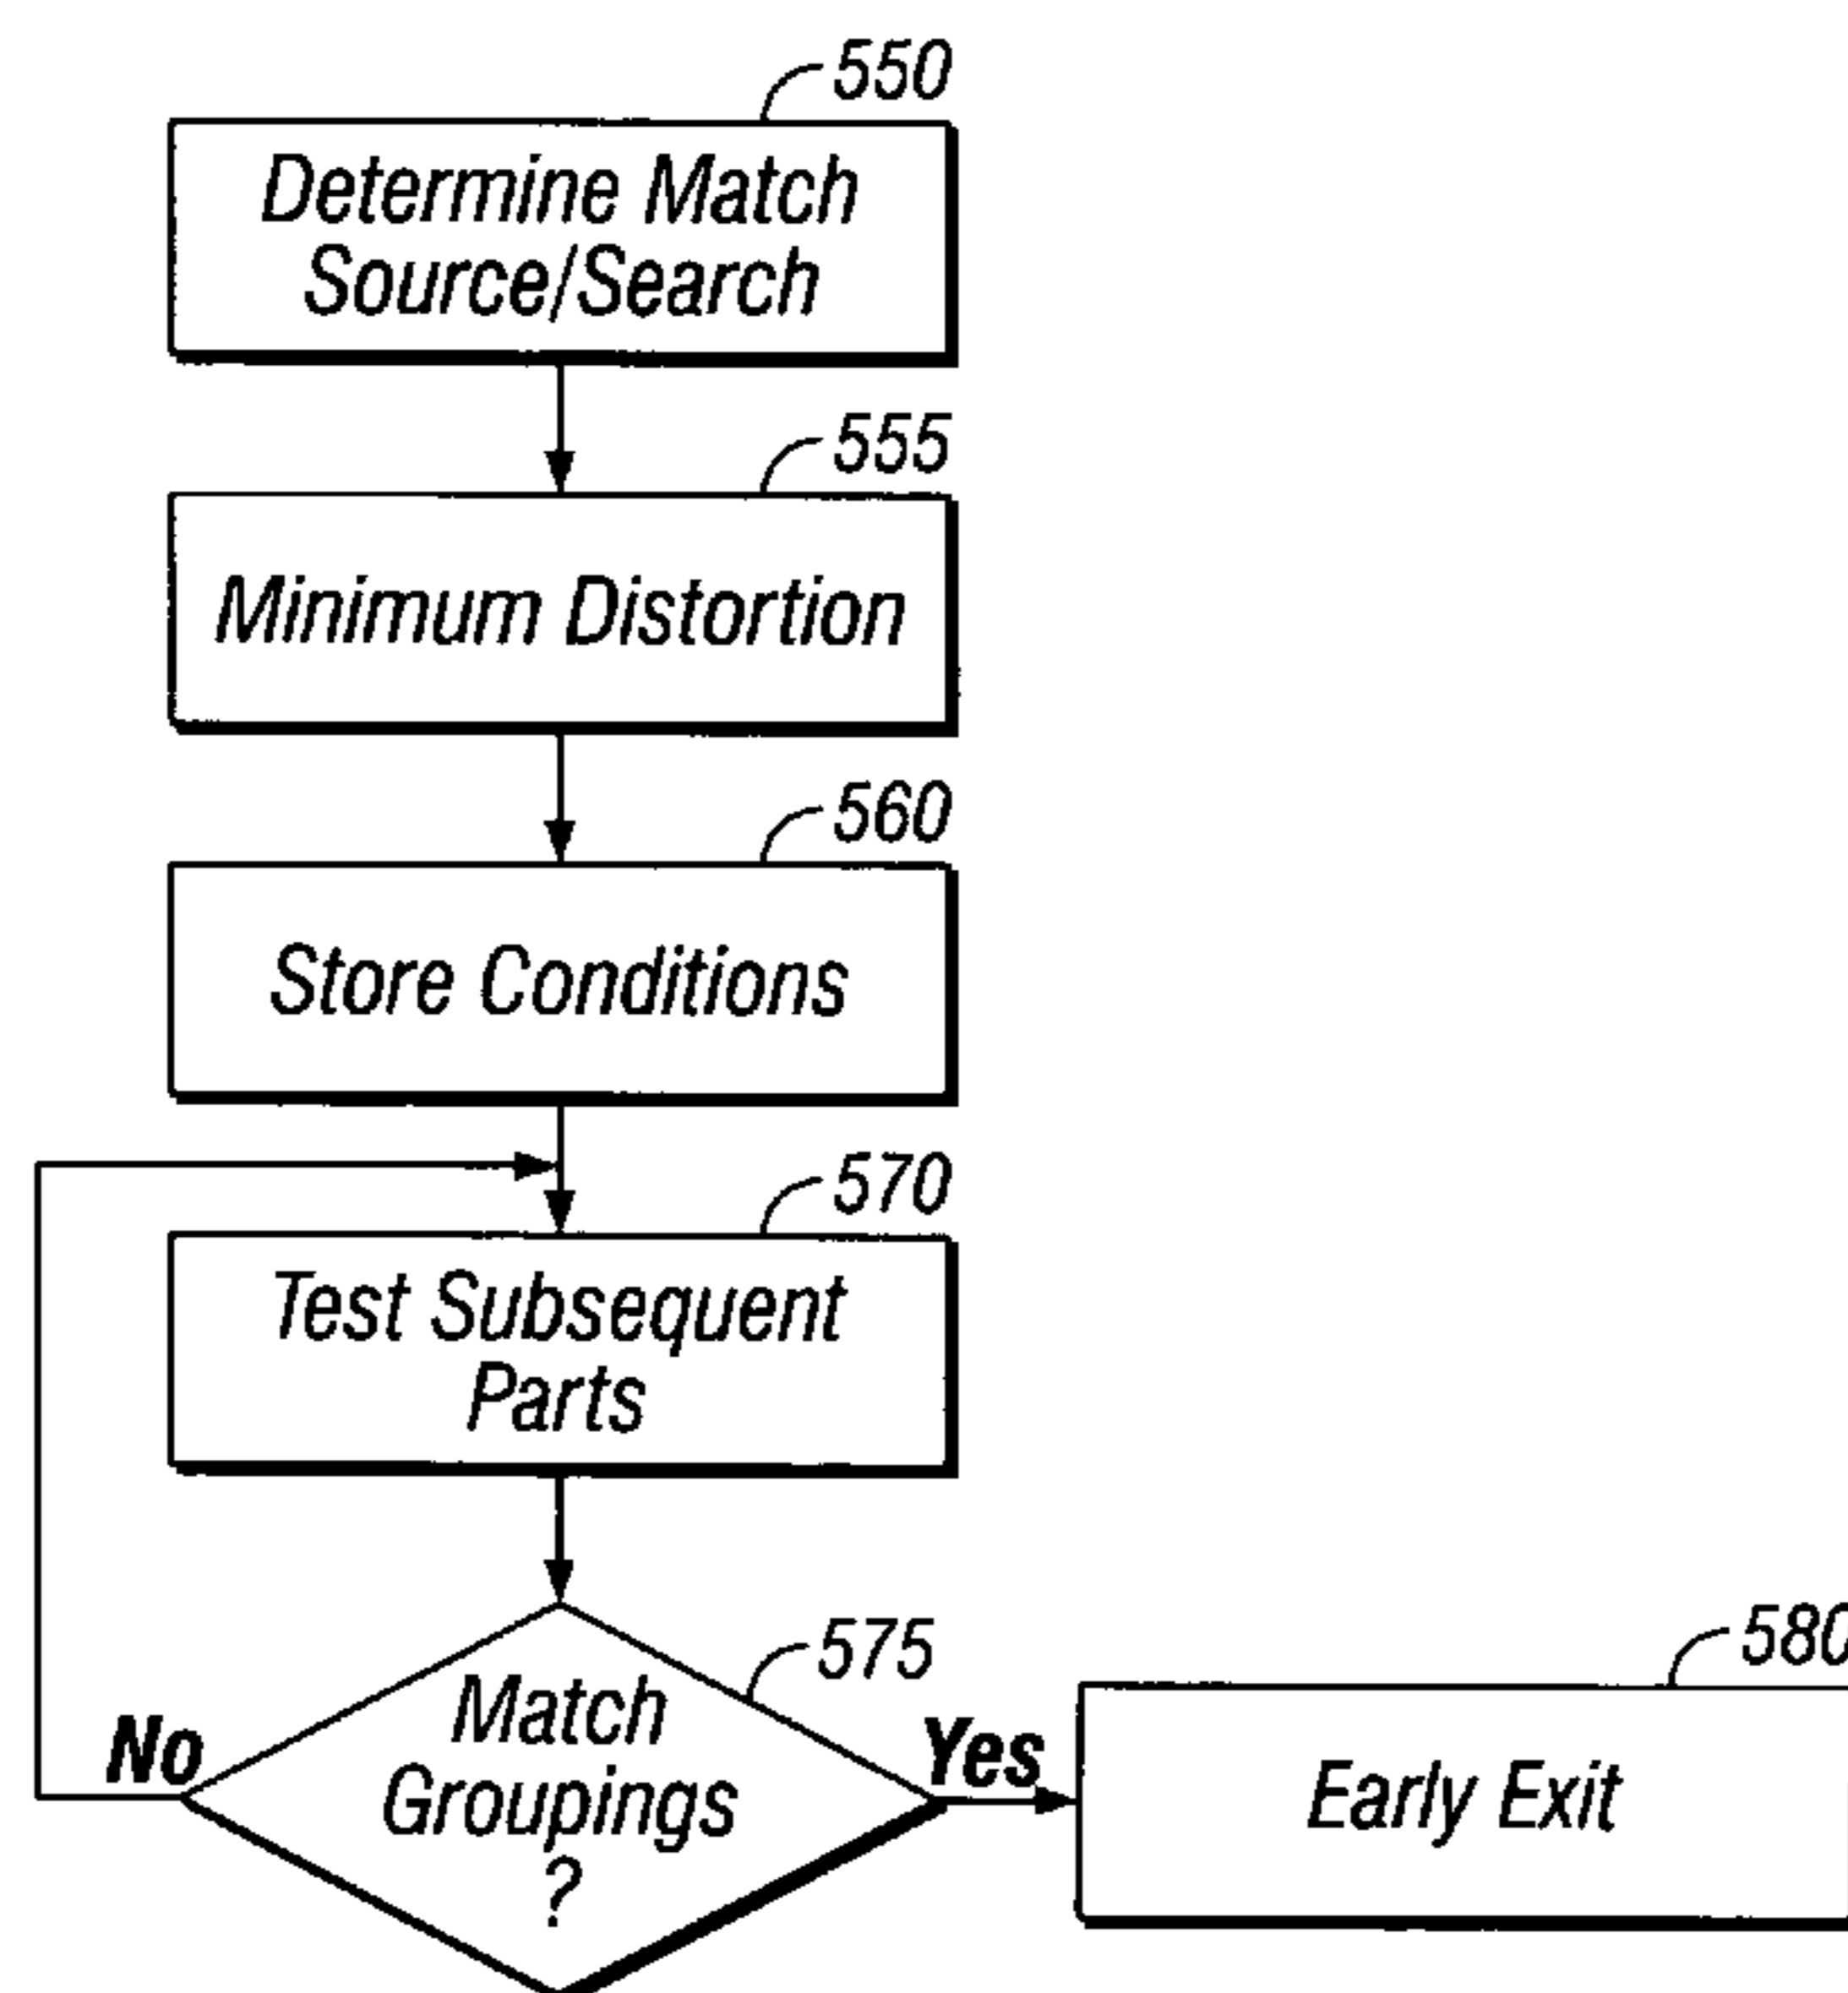 550
Determine Match
Source/Search
555
Minimum Distortion
560
Store Conditions
570
Test Subsequent
Parts
575
Match
Groupings
?
No
Yes
580
Early Exit